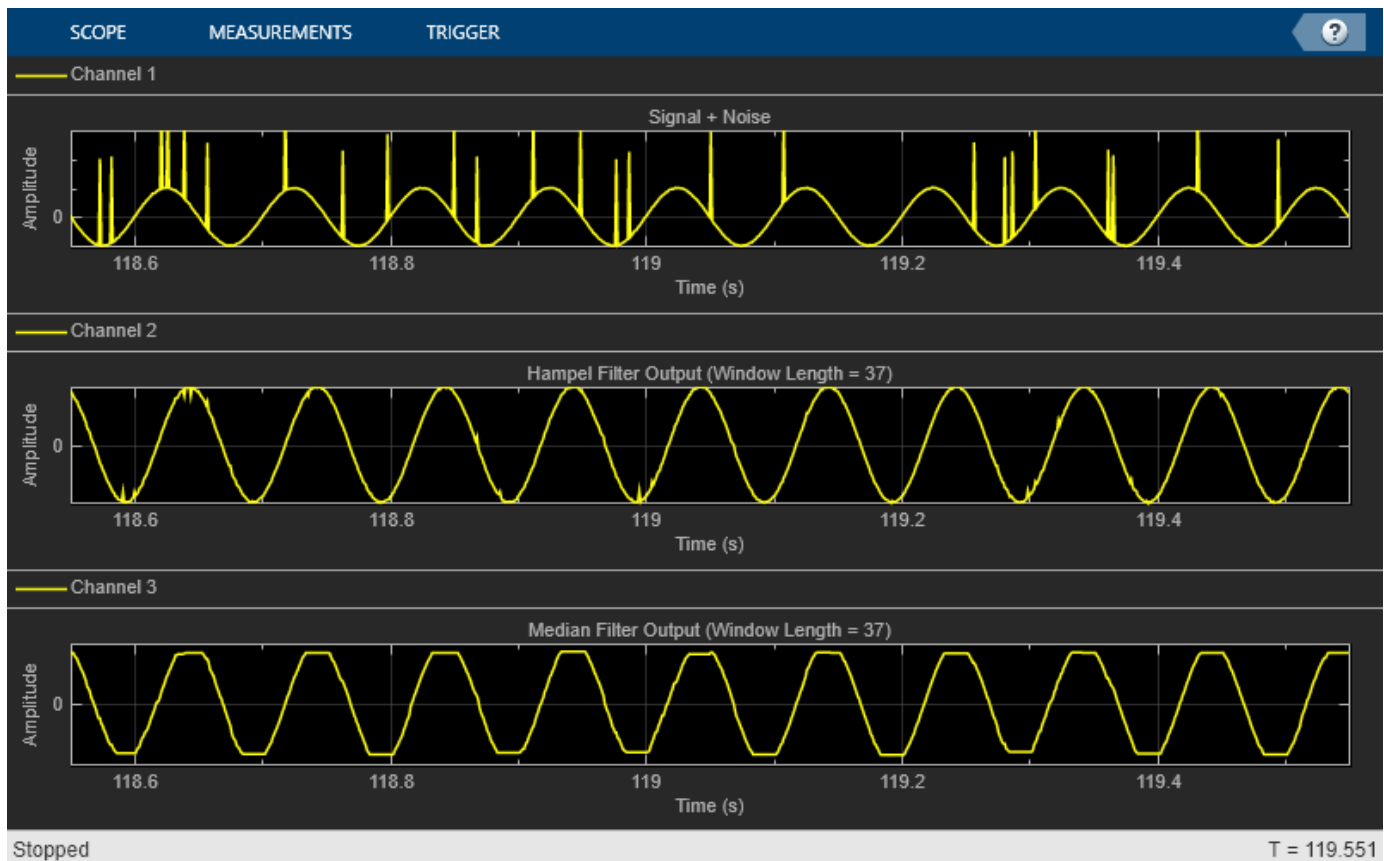 SCOPE MEASUREMENTS TRIGGER ?
Channel 1
Signal + Noise
Amplitude
0
118.6 118.8 119 119.2 119.4
Time (s)
Channel 2
Hampel Filter Output (Window Length = 37)
Amplitude
0
118.6 118.8 119 119.2 119.4
Time (s)
Channel 3
Median Filter Output (Window Length = 37)
Amplitude
0
118.6 118.8 119 119.2 119.4
Time (s)
Stopped T = 119.551